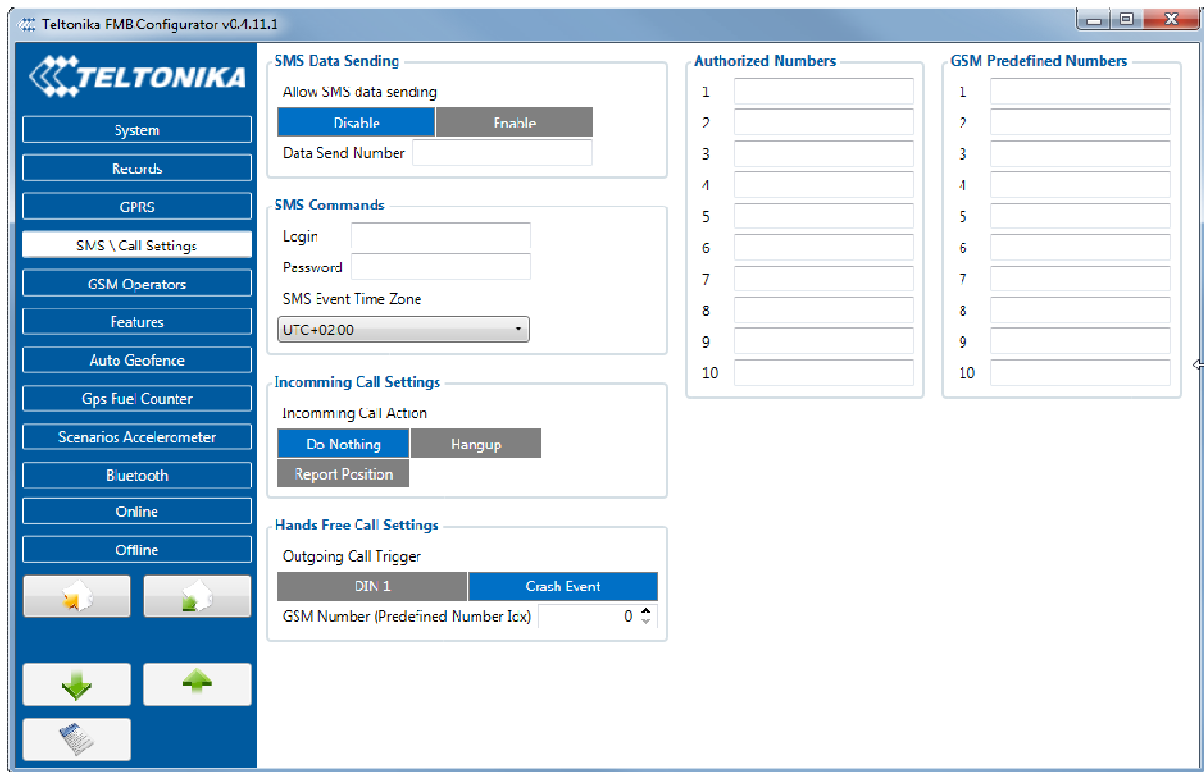 Teltonika FMB Configurator v0.4.11.1
TELTONIKA
System
Records
GPRS
SMS \ Call Settings
GSM Operators
Features
Auto Geofence
Gps Fuel Counter
Scenarios Accelerometer
Bluetooth
Online
Offline
SMS Data Sending
Allow SMS data sending
Disable Enable
Data Send Number
SMS Commands
Login
Password
SMS Event Time Zone
UTC+02:00
Incomming Call Settings
Incomming Call Action
Do Nothing Hangup
Report Position
Hands Free Call Settings
Outgoing Call Trigger
DIN 1 Crash Event
GSM Number (Predefined Number Idx) 0
Authorized Numbers
1
2
3
4
5
6
7
8
9
10
GSM Predefined Numbers
1
2
3
4
5
6
7
8
9
10